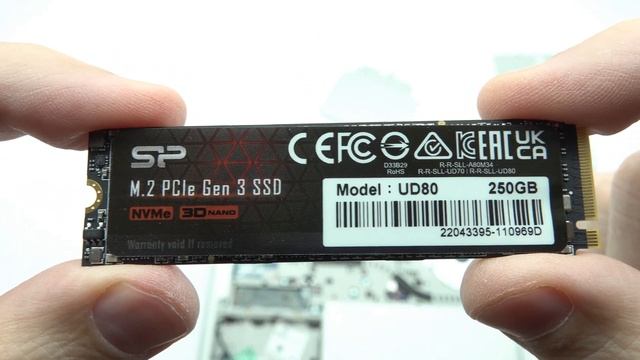 SP
M.2 PCIe Gen 3 SSD
NVMe 3D NAND
Warranty void if removed
CE FC EAC UK CA
D33B29
RoHS
R-R-SLL-A80M34
R-R-SLL-UD70 | R-R-SLL-UD80
Model : UD80 250GB
22043395-110969D